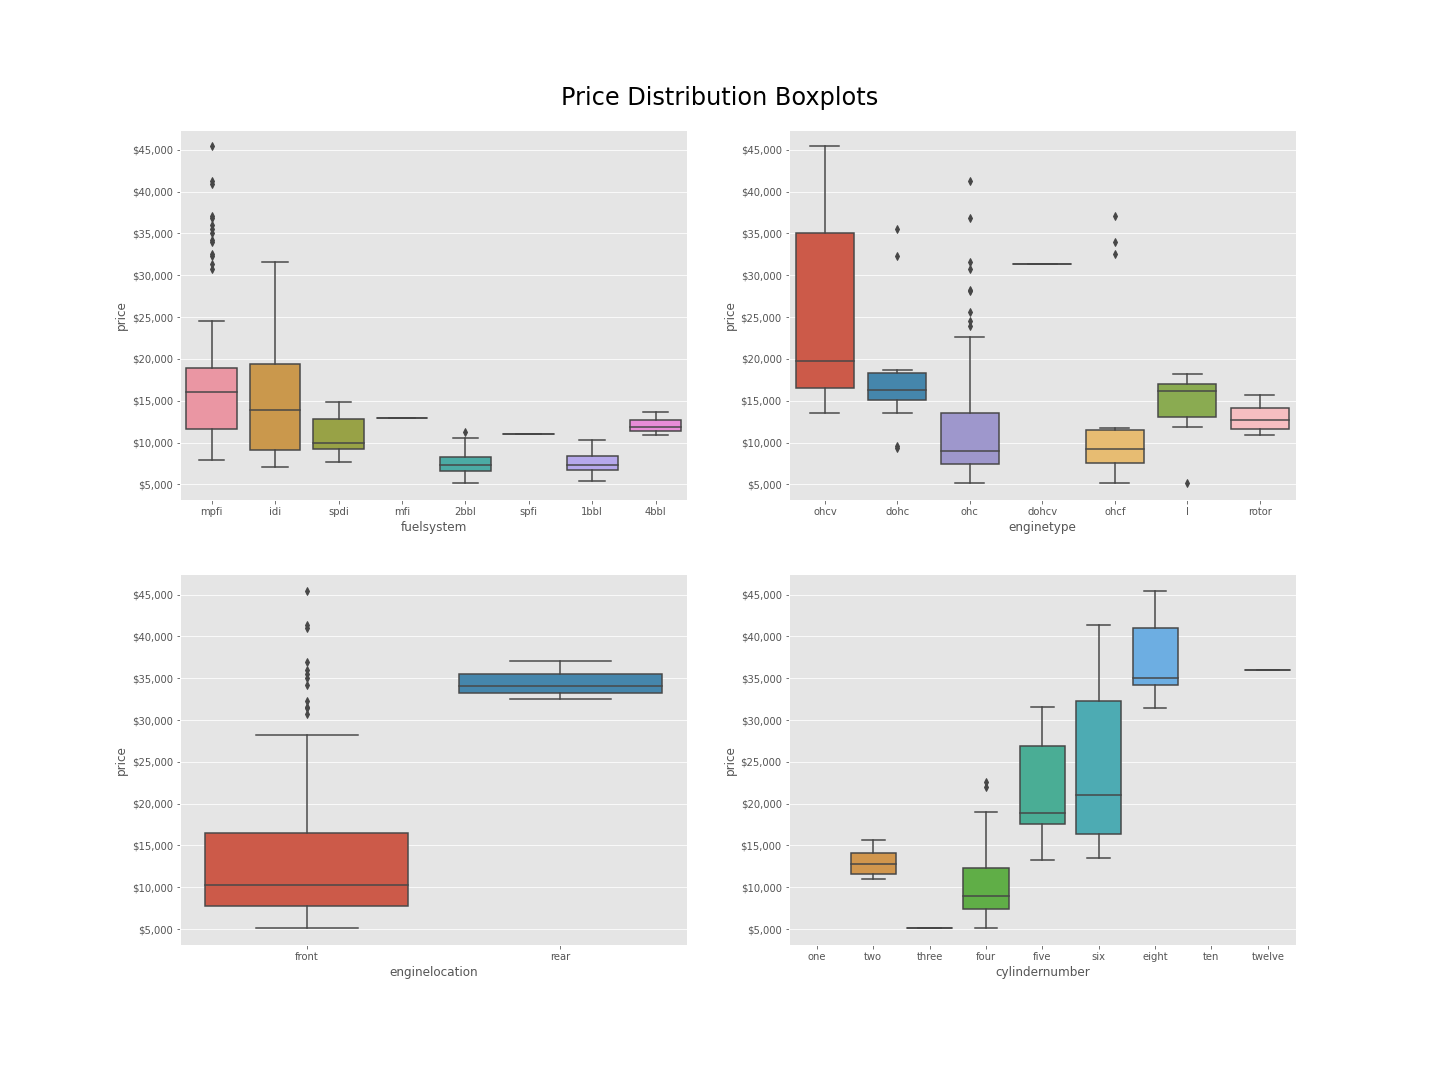 Price Distribution Boxplots
$45,000
$40,000
$35,000
$30,000
$25,000
$20,000
$15,000
$10,000
$5,000
price
mpfi idi spdi mfi 2bbl spfi 1bbl 4bbl
fuelsystem
$45,000
$40,000
$35,000
$30,000
$25,000
$20,000
$15,000
$10,000
$5,000
price
ohcv dohc ohc dohcv ohcf l rotor
enginetype
$45,000
$40,000
$35,000
$30,000
$25,000
$20,000
$15,000
$10,000
$5,000
price
front rear
enginelocation
$45,000
$40,000
$35,000
$30,000
$25,000
$20,000
$15,000
$10,000
$5,000
price
one two three four five six eight ten twelve
cylindernumber